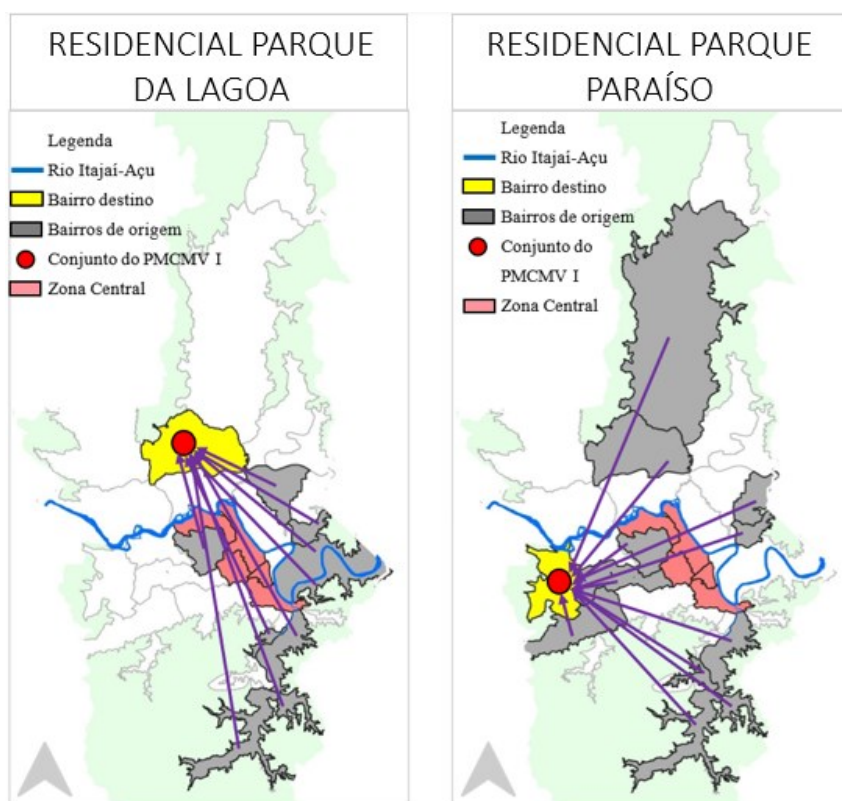 RESIDENCIAL PARQUE
DA LAGOA
Legenda
Rio Itajaí-Açu
Bairro destino
Bairros de origem
Conjunto do PMCMV I
Zona Central
RESIDENCIAL PARQUE
PARAÍSO
Legenda
Rio Itajaí-Açu
Bairro destino
Bairros de origem
Conjunto do
PMCMV I
Zona Central